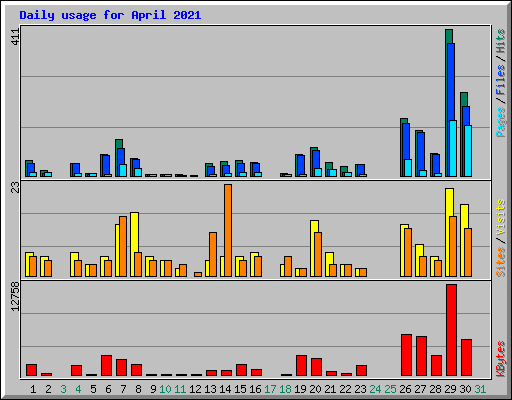 Daily usage for April 2021
411
Pages / Files / Hits
23
Sites / Visits
12758
KBytes
1 2 3 4 5 6 7 8 9 10 11 12 13 14 15 16 17 18 19 20 21 22 23 24 25 26 27 28 29 30 31